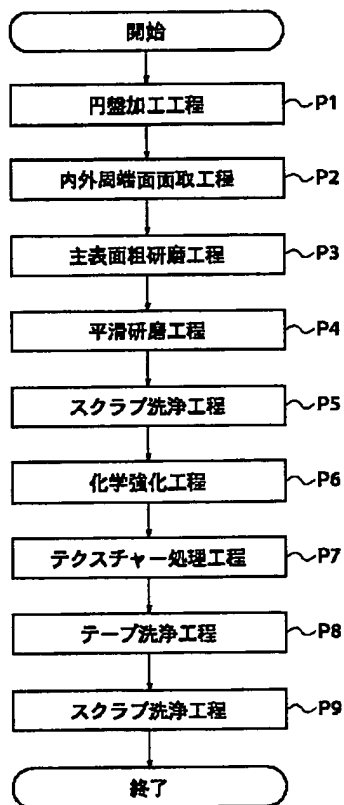 開始
円盤加工工程 P1
内外周端面面取工程 P2
主表面粗研磨工程 P3
平滑研磨工程 P4
スクラブ洗浄工程 P5
化学強化工程 P6
テクスチャー処理工程 P7
テープ洗浄工程 P8
スクラブ洗浄工程 P9
終了